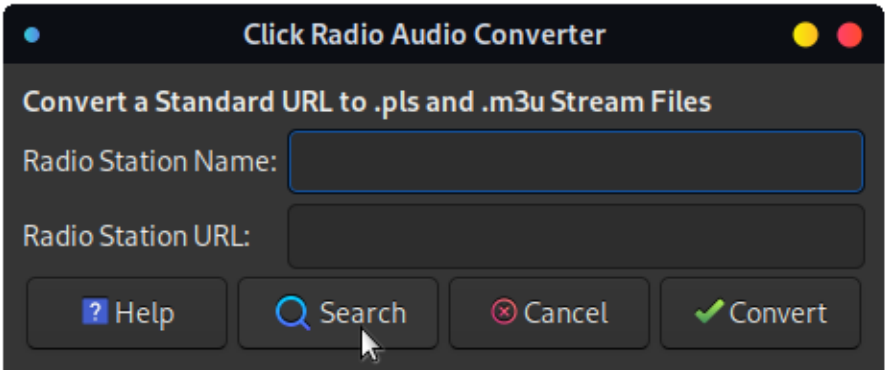 Click Radio Audio Converter
Convert a Standard URL to .pls and .m3u Stream Files
Radio Station Name:
Radio Station URL:
? Help Search Cancel Convert